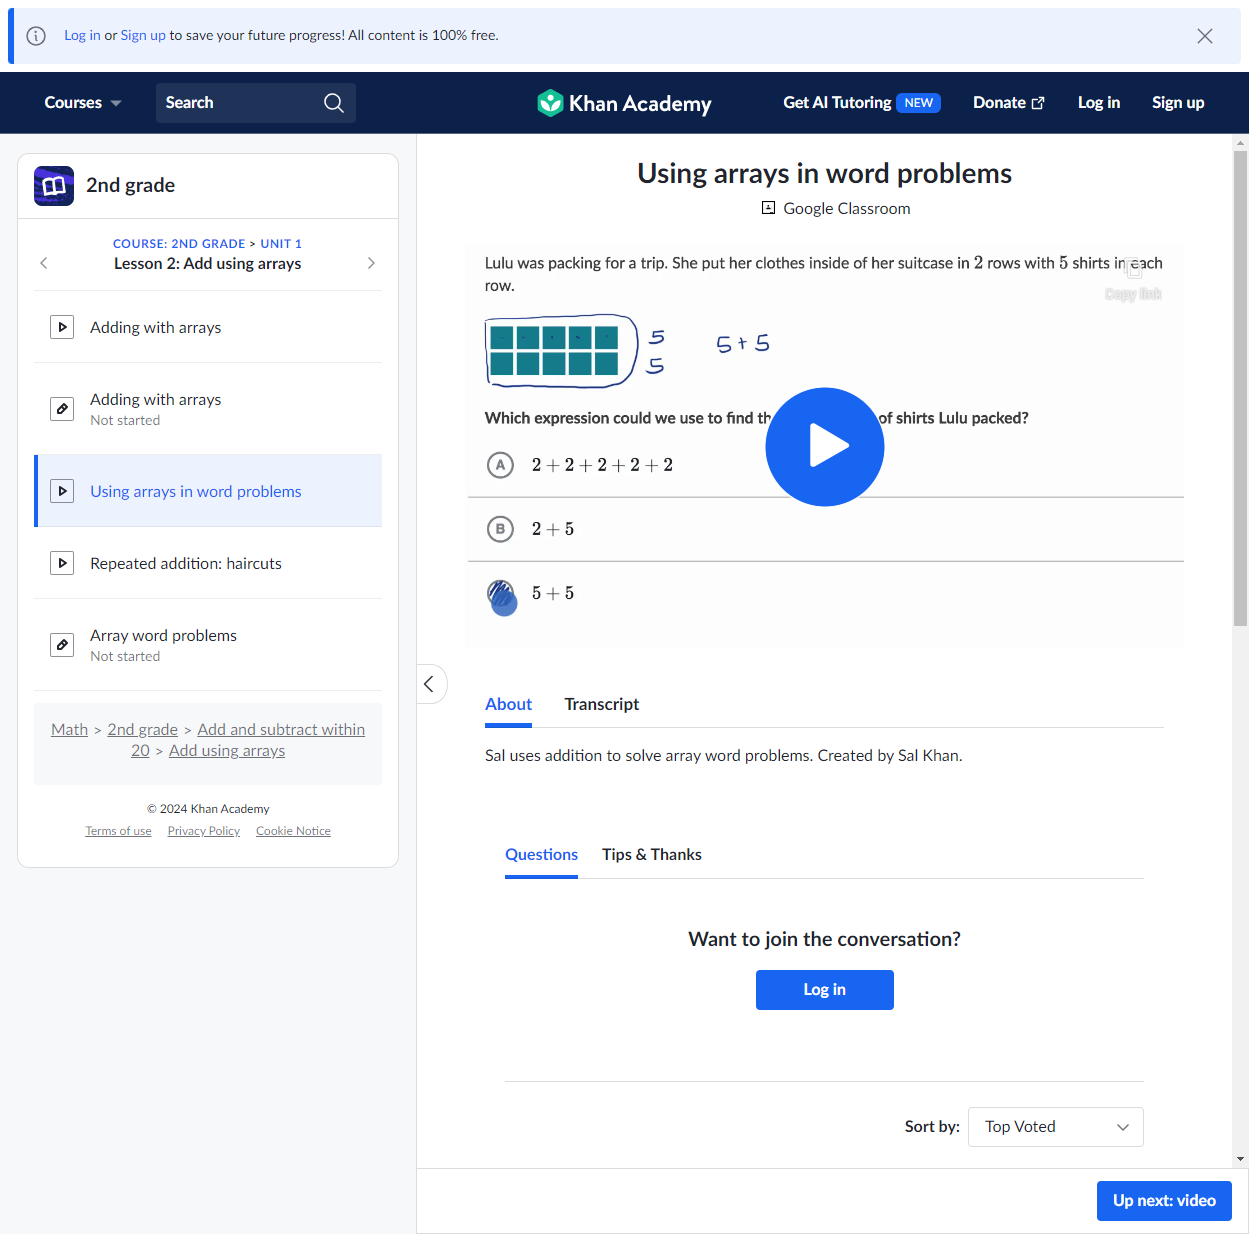 Log in or Sign up to save your future progress! All content is 100% free.
Courses
Search
Khan Academy
Get AI Tutoring NEW
Donate
Log in
Sign up
2nd grade
COURSE: 2ND GRADE > UNIT 1
Lesson 2: Add using arrays
Adding with arrays
Adding with arrays
Not started
Using arrays in word problems
Repeated addition: haircuts
Array word problems
Not started
Math > 2nd grade > Add and subtract within
20 > Add using arrays
© 2024 Khan Academy
Terms of use Privacy Policy Cookie Notice
Using arrays in word problems
Google Classroom
Lulu was packing for a trip. She put her clothes inside of her suitcase in 2 rows with 5 shirts in each
row.
Copy link
5
5
5 + 5
Which expression could we use to find of shirts Lulu packed?
A 2 + 2 + 2 + 2 + 2
B 2 + 5
5 + 5
About Transcript
Sal uses addition to solve array word problems. Created by Sal Khan.
Questions Tips & Thanks
Want to join the conversation?
Log in
Sort by: Top Voted
Up next: video